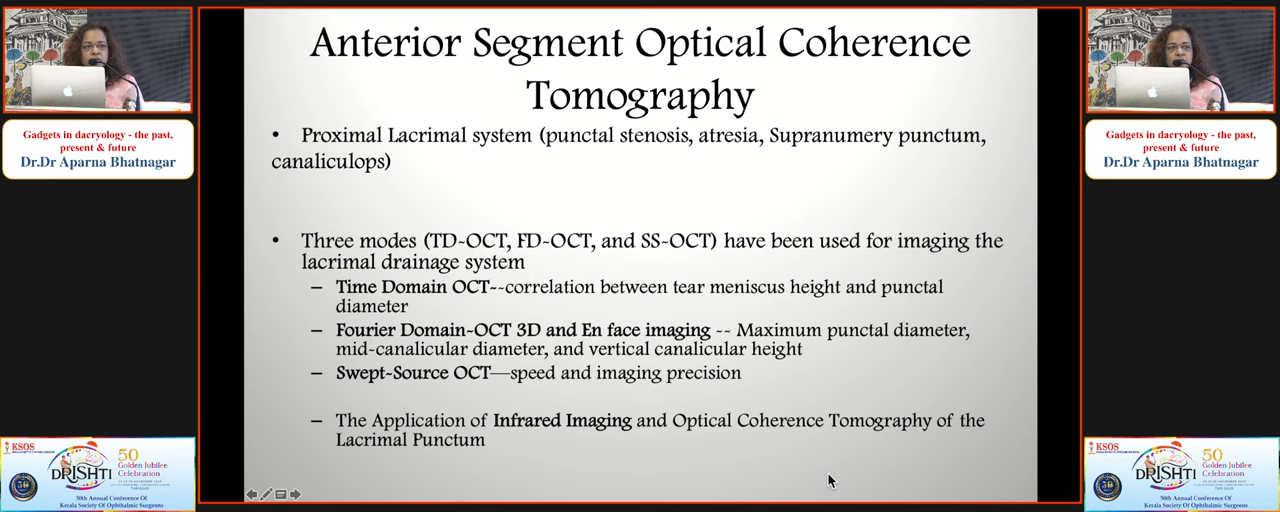 Anterior Segment Optical Coherence
Tomography
• Proximal Lacrimal system (punctal stenosis, atresia, Supranumery punctum,
canaliculops)
• Three modes (TD-OCT, FD-OCT, and SS-OCT) have been used for imaging the
lacrimal drainage system
– Time Domain OCT--correlation between tear meniscus height and punctal
diameter
– Fourier Domain-OCT 3D and En face imaging -- Maximum punctal diameter,
mid-canalicular diameter, and vertical canalicular height
– Swept-Source OCT—speed and imaging precision
– The Application of Infrared Imaging and Optical Coherence Tomography of the
Lacrimal Punctum
Gadgets in dacryology - the past,
present & future
Dr.Dr Aparna Bhatnagar
Gadgets in dacryology - the past,
present & future
Dr.Dr Aparna Bhatnagar
KSOS
DRISHTI
50
Golden Jubilee
Celebration
50th Annual Conference Of
Kerala Society Of Ophthalmic Surgeons
KSOS
DRISHTI
50
Golden Jubilee
Celebration
50th Annual Conference Of
Kerala Society Of Ophthalmic Surgeons